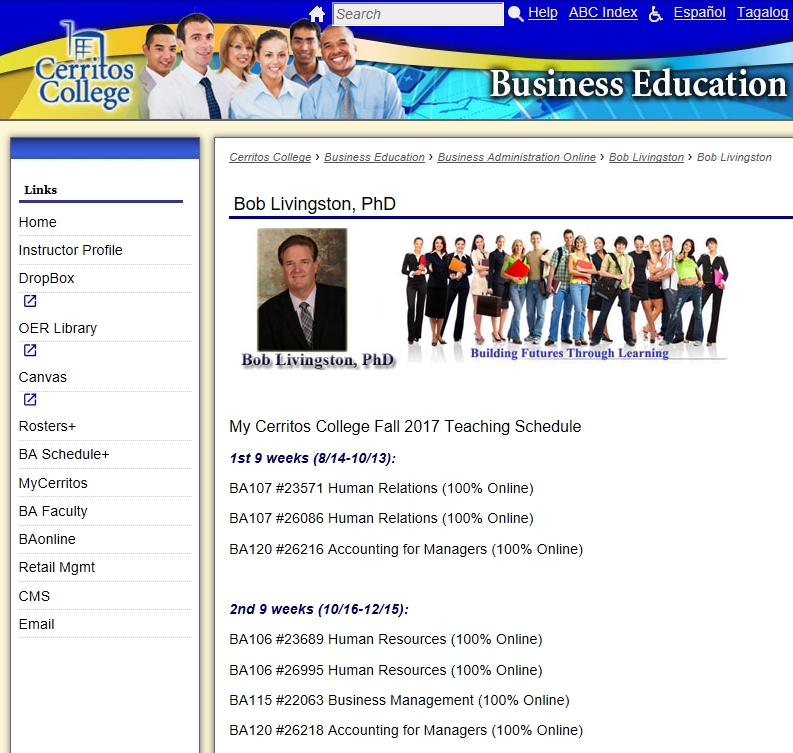 Search
Help ABC Index Español Tagalog
Cerritos
College
Business Education
Cerritos College › Business Education › Business Administration Online › Bob Livingston › Bob Livingston
Links
Home
Instructor Profile
DropBox
OER Library
Canvas
Rosters+
BA Schedule+
MyCerritos
BA Faculty
BAonline
Retail Mgmt
CMS
Email
Bob Livingston, PhD
Bob Livingston, PhD
Building Futures Through Learning
My Cerritos College Fall 2017 Teaching Schedule
1st 9 weeks (8/14-10/13):
BA107 #23571 Human Relations (100% Online)
BA107 #26086 Human Relations (100% Online)
BA120 #26216 Accounting for Managers (100% Online)
2nd 9 weeks (10/16-12/15):
BA106 #23689 Human Resources (100% Online)
BA106 #26995 Human Resources (100% Online)
BA115 #22063 Business Management (100% Online)
BA120 #26218 Accounting for Managers (100% Online)